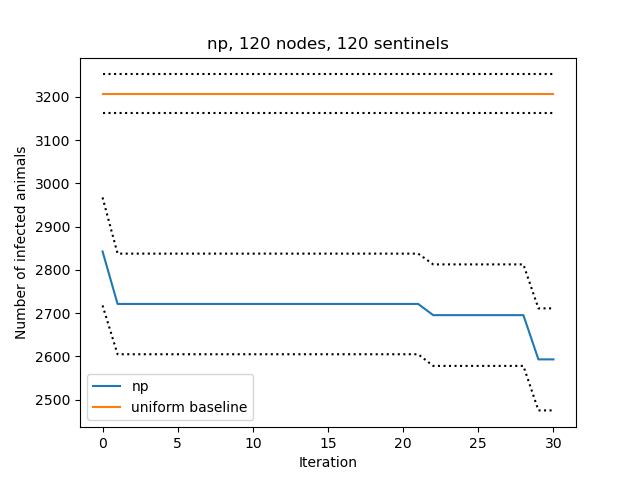 np, 120 nodes, 120 sentinels
Number of infected animals
3200
3100
3000
2900
2800
2700
2600
2500
np
uniform baseline
0 5 10 15 20 25 30
Iteration